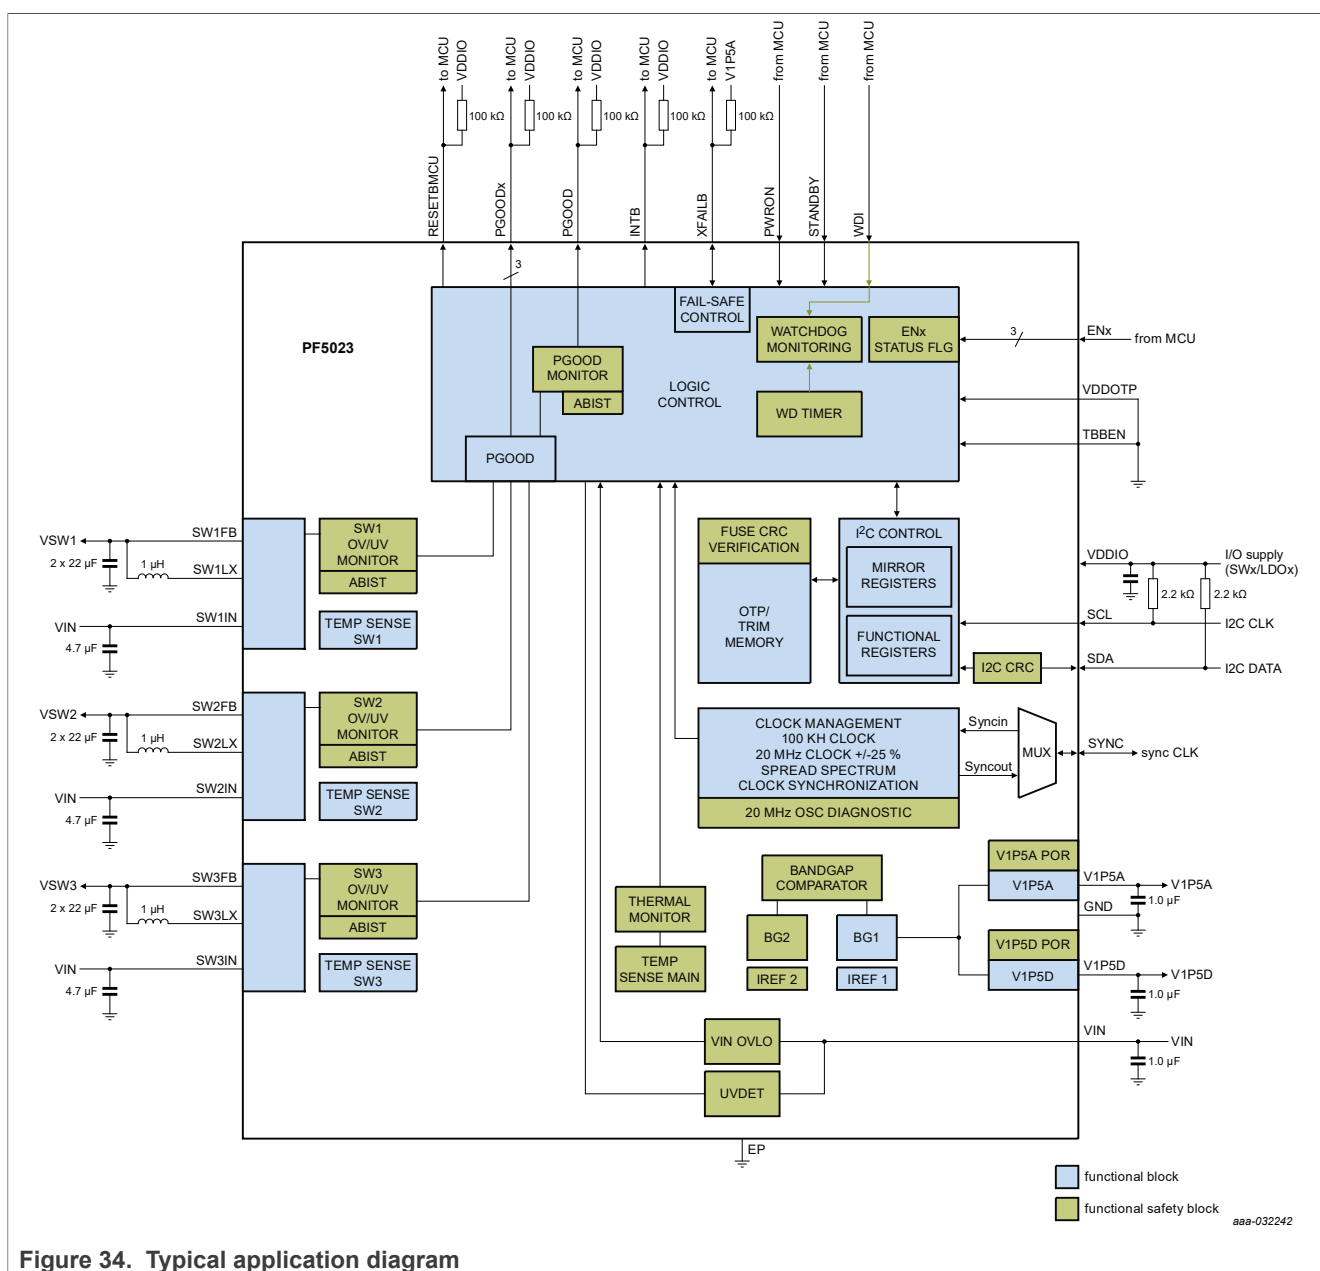 to MCU
VDDIO
to MCU
VDDIO
to MCU
VDDIO
to MCU
VDDIO
to MCU
V1P5A
from MCU
from MCU
from MCU
100 kΩ
100 kΩ
100 kΩ
100 kΩ
100 kΩ
RESETBMCU
PGOODx
PGOOD
INTB
XFAILB
PWRON
STANDBY
WDI
3
PF5023
FAIL-SAFE
CONTROL
WATCHDOG
MONITORING
ENx
STATUS FLG
3
ENx
from MCU
PGOOD
MONITOR
ABIST
LOGIC
CONTROL
WD TIMER
VDDOTP
TBBEN
PGOOD
VSW1
SW1FB
2 x 22 µF
1 µH
SW1LX
VIN
SW1IN
4.7 µF
SW1
OV/UV
MONITOR
ABIST
TEMP SENSE
SW1
FUSE CRC
VERIFICATION
OTP/
TRIM
MEMORY
I2C CONTROL
MIRROR
REGISTERS
FUNCTIONAL
REGISTERS
VDDIO
I/O supply
(SWx/LDOx)
2.2 kΩ
2.2 kΩ
SCL
I2C CLK
I2C CRC
SDA
I2C DATA
VSW2
SW2FB
2 x 22 µF
1 µH
SW2LX
VIN
SW2IN
4.7 µF
SW2
OV/UV
MONITOR
ABIST
TEMP SENSE
SW2
CLOCK MANAGEMENT
100 KH CLOCK
20 MHz CLOCK +/-25 %
SPREAD SPECTRUM
CLOCK SYNCHRONIZATION
20 MHz OSC DIAGNOSTIC
Syncin
Syncout
MUX
SYNC
sync CLK
VSW3
SW3FB
2 x 22 µF
1 µH
SW3LX
VIN
SW3IN
4.7 µF
SW3
OV/UV
MONITOR
ABIST
TEMP SENSE
SW3
THERMAL
MONITOR
TEMP
SENSE MAIN
BANDGAP
COMPARATOR
BG2
BG1
IREF 2
IREF 1
V1P5A POR
V1P5A
V1P5A
V1P5A
1.0 µF
GND
V1P5D POR
V1P5D
V1P5D
V1P5D
1.0 µF
VIN OVLO
UVDET
VIN
VIN
1.0 µF
EP
functional block
functional safety block
aaa-032242
Figure 34. Typical application diagram